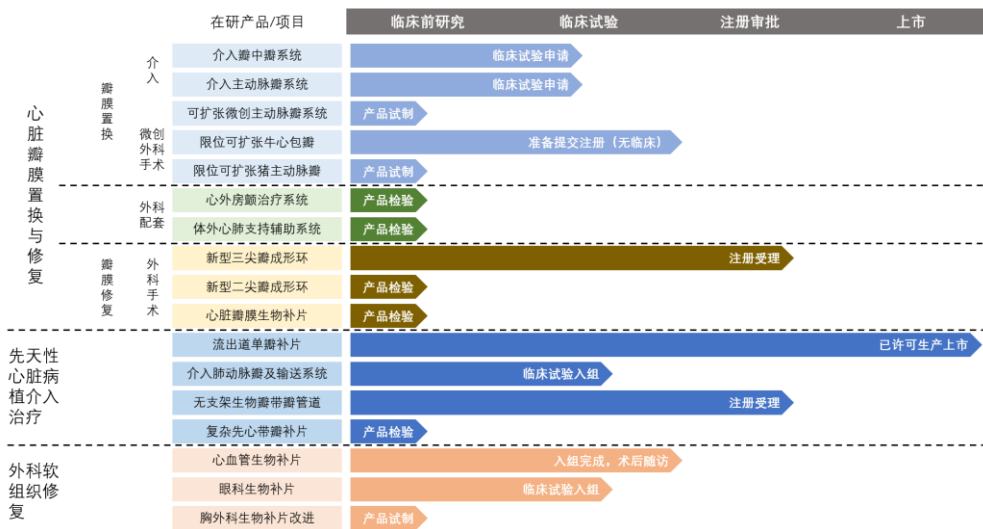 在研产品/项目 临床前研究 临床试验 注册审批 上市
心脏瓣膜置换与修复
瓣膜置换
介入
介入瓣中瓣系统 临床试验申请
介入主动脉瓣系统 临床试验申请
微创
外科
手术
可扩张微创主动脉瓣系统 产品试制
限位可扩张牛心包瓣 准备提交注册（无临床）
限位可扩张猪主动脉瓣 产品试制
外科
配套
心外房颤治疗系统 产品检验
体外心肺支持辅助系统 产品检验
瓣膜修复
外科手术
新型三尖瓣成形环 注册受理
新型二尖瓣成形环 产品检验
心脏瓣膜生物补片 产品检验
先天性
心脏病
植介入
治疗
流出道单瓣补片 已许可生产上市
介入肺动脉瓣及输送系统 临床试验入组
无支架生物瓣带瓣管道 注册受理
复杂先心带瓣补片 产品检验
外科软
组织修
复
心血管生物补片 入组完成，术后随访
眼科生物补片 临床试验入组
胸外科生物补片改进 产品试制